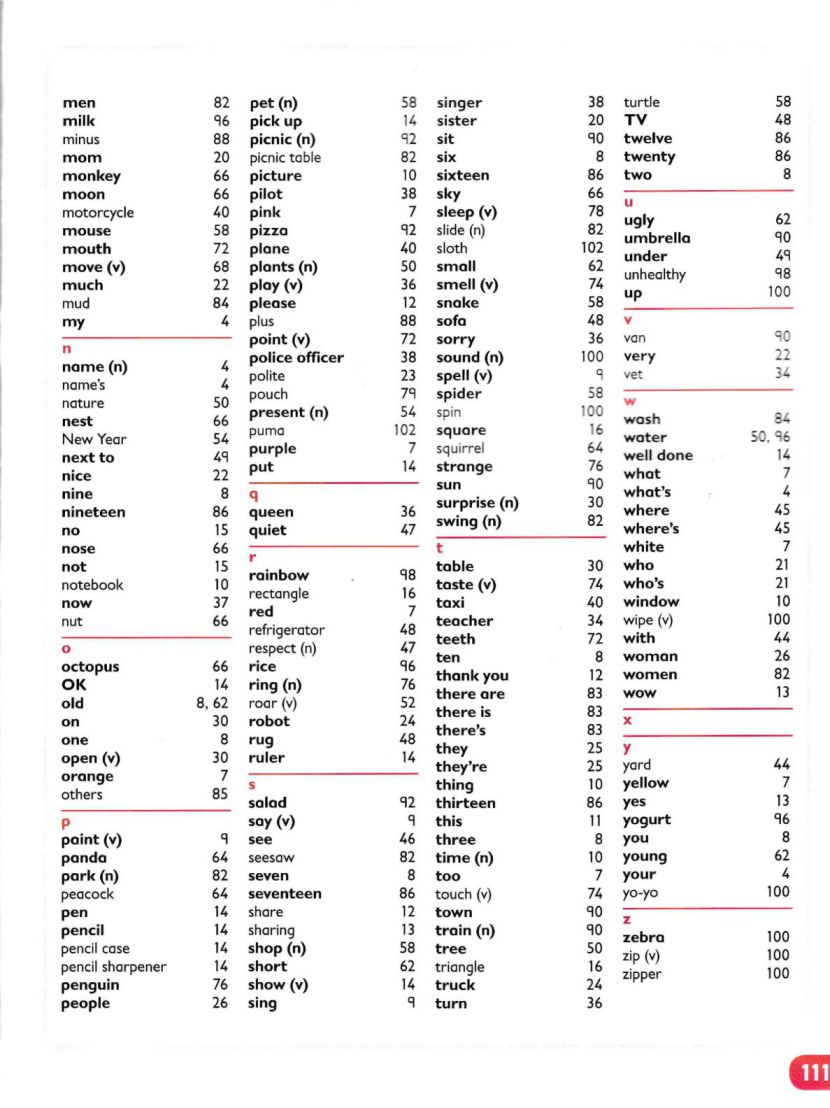 men 82
milk 96
minus 88
mom 20
monkey 66
moon 66
motorcycle 40
mouse 58
mouth 72
move (v) 68
much 22
mud 84
my 4
n
name (n) 4
name's 4
nature 50
nest 66
New Year 54
next to 49
nice 22
nine 8
nineteen 86
no 15
nose 66
not 15
notebook 10
now 37
nut 66
o
octopus 66
OK 14
old 8, 62
on 30
one 8
open (v) 30
orange 7
others 85
p
paint (v) 9
panda 64
park (n) 82
peacock 64
pen 14
pencil 14
pencil case 14
pencil sharpener 14
penguin 76
people 26
pet (n) 58
pick up 14
picnic (n) 92
picnic table 82
picture 10
pilot 38
pink 7
pizza 92
plane 40
plants (n) 50
play (v) 36
please 12
plus 88
point (v) 72
police officer 38
polite 23
pouch 79
present (n) 54
puma 102
purple 7
put 14
q
queen 36
quiet 47
r
rainbow 98
rectangle 16
red 7
refrigerator 48
respect (n) 47
rice 96
ring (n) 76
roar (v) 52
robot 24
rug 48
ruler 14
s
salad 92
say (v) 9
see 46
seesaw 82
seven 8
seventeen 86
share 12
sharing 13
shop (n) 58
short 62
show (v) 14
sing 9
singer 38
sister 20
sit 90
six 8
sixteen 86
sky 66
sleep (v) 78
slide (n) 82
sloth 102
small 62
smell (v) 74
snake 58
sofa 48
sorry 36
sound (n) 100
spell (v) 9
spider 58
spin 100
square 16
squirrel 64
strange 76
sun 90
surprise (n) 30
swing (n) 82
t
table 30
taste (v) 74
taxi 40
teacher 34
teeth 72
ten 8
thank you 12
there are 83
there is 83
there's 83
they 25
they're 25
thing 10
thirteen 86
this 11
three 8
time (n) 10
too 7
touch (v) 74
town 90
train (n) 90
tree 50
triangle 16
truck 24
turn 36
turtle 58
TV 48
twelve 86
twenty 86
two 8
u
ugly 62
umbrella 90
under 49
unhealthy 98
up 100
v
van 90
very 22
vet 34
w
wash 84
water 50, 96
well done 14
what 7
what's 4
where 45
where's 45
white 7
who 21
who's 21
window 10
wipe (v) 100
with 44
woman 26
women 82
wow 13
x
y
yard 44
yellow 7
yes 13
yogurt 96
you 8
young 62
your 4
yo-yo 100
z
zebra 100
zip (v) 100
zipper 100
111